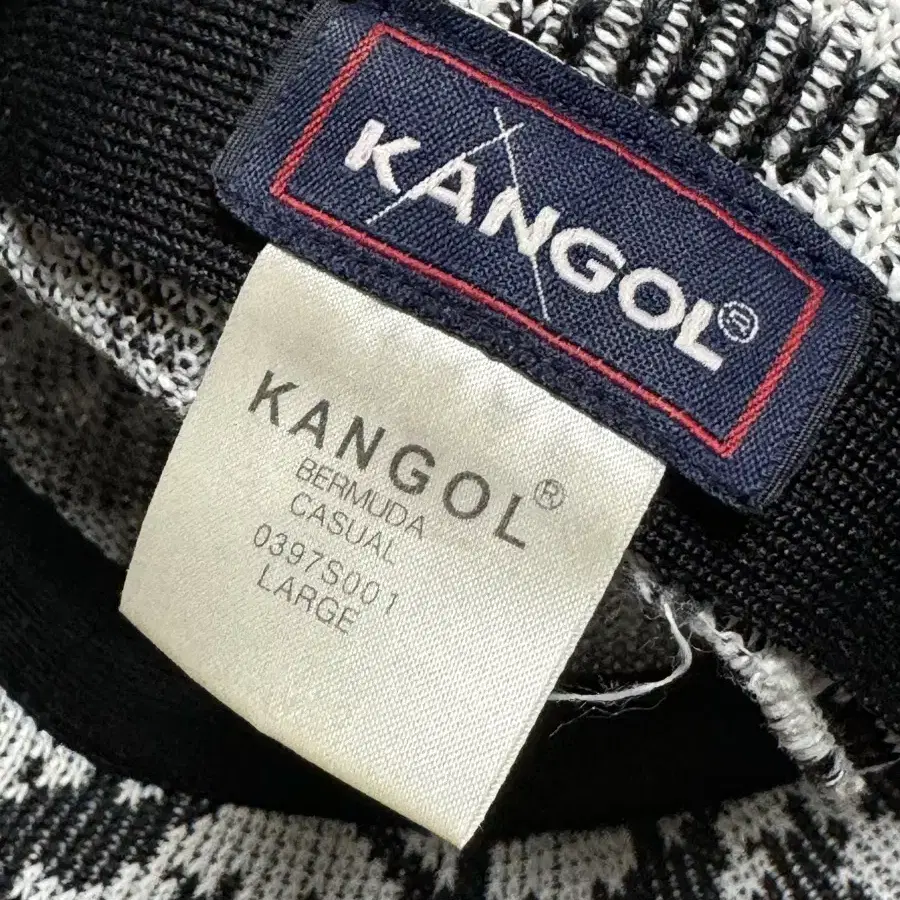 KANGOL®
KANGOL®
BERMUDA
CASUAL
0397S001
LARGE